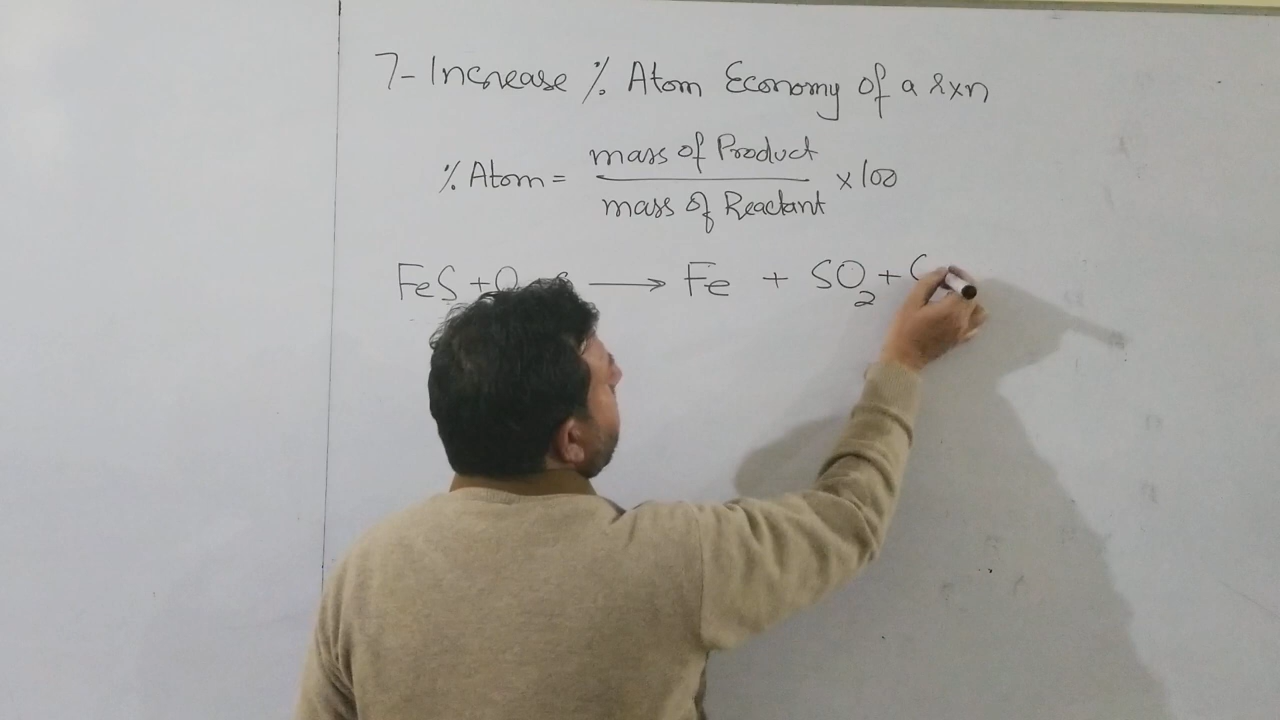 7- Increase % Atom Economy of a rxn
% Atom = mass of Product / mass of Reactant × 100
FeS + O → Fe + SO₂ + C